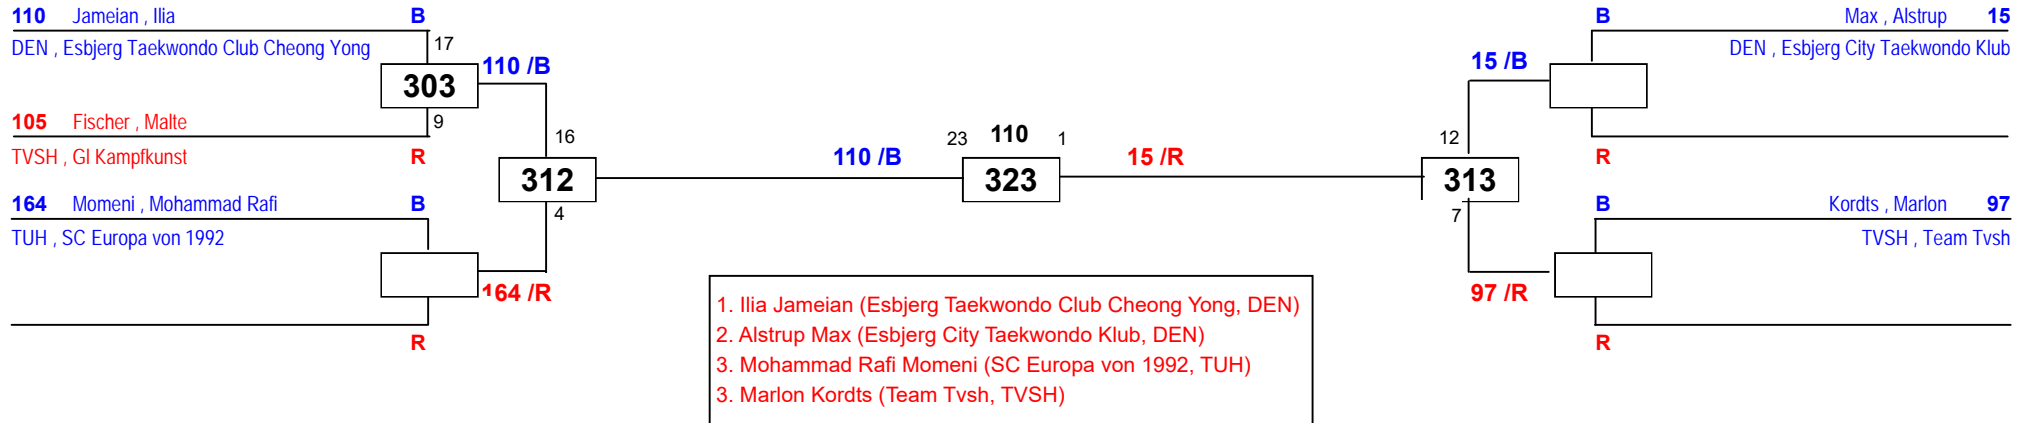 110 Jameian , Ilia B
DEN , Esbjerg Taekwondo Club Cheong Yong
17
303
110 /B
105 Fischer , Malte
9
TVSH , GI Kampfkunst R
16
312
4
164 Momeni , Mohammad Rafi B
TUH , SC Europa von 1992
164 /R
R
110 /B
23 110 1
323
15 /R
B Max , Alstrup 15
DEN , Esbjerg City Taekwondo Klub
15 /B
R
12
313
7
B Kordts , Marlon 97
TVSH , Team Tvsh
97 /R
R
1. Ilia Jameian (Esbjerg Taekwondo Club Cheong Yong, DEN)
2. Alstrup Max (Esbjerg City Taekwondo Klub, DEN)
3. Mohammad Rafi Momeni (SC Europa von 1992, TUH)
3. Marlon Kordts (Team Tvsh, TVSH)